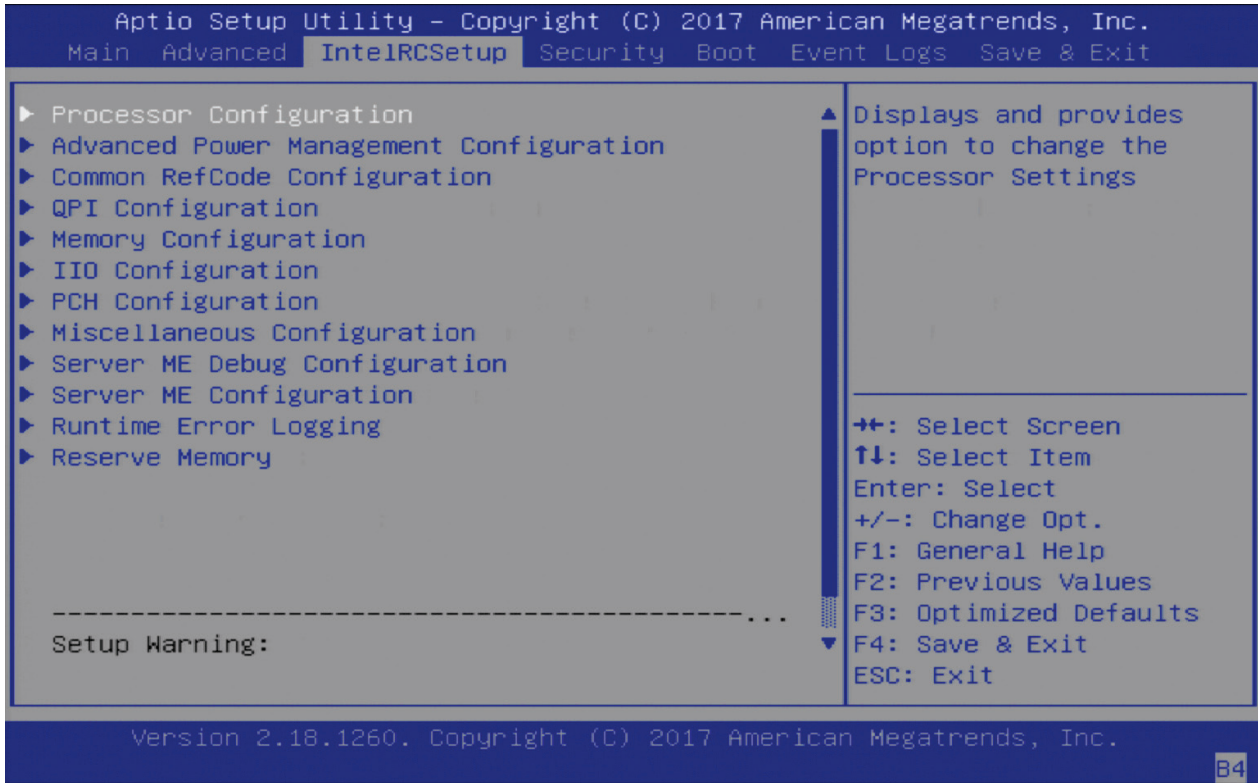 Aptio Setup Utility – Copyright (C) 2017 American Megatrends, Inc.
Main Advanced IntelRCSetup Security Boot Event Logs Save & Exit
Processor Configuration
Advanced Power Management Configuration
Common RefCode Configuration
QPI Configuration
Memory Configuration
IIO Configuration
PCH Configuration
Miscellaneous Configuration
Server ME Debug Configuration
Server ME Configuration
Runtime Error Logging
Reserve Memory
--------------------------------------------...
Setup Warning:
Displays and provides
option to change the
Processor Settings
→←: Select Screen
↑↓: Select Item
Enter: Select
+/-: Change Opt.
F1: General Help
F2: Previous Values
F3: Optimized Defaults
F4: Save & Exit
ESC: Exit
Version 2.18.1260. Copyright (C) 2017 American Megatrends, Inc.
B4